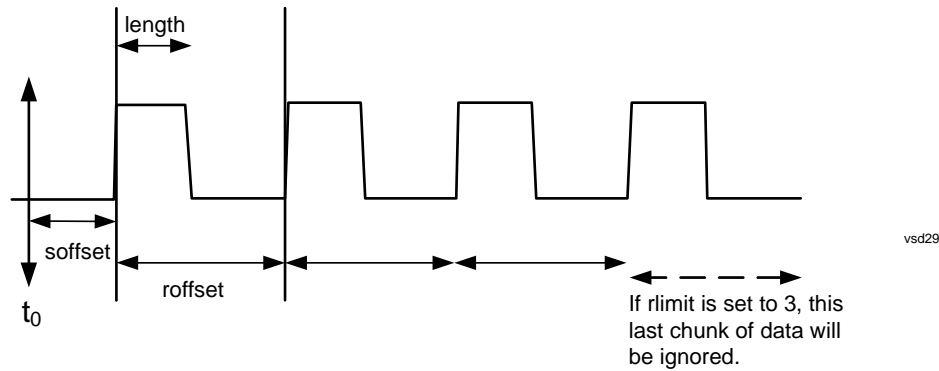 length
soffset
vsd29
roffset
t0
If rlimit is set to 3, this
last chunk of data will
be ignored.